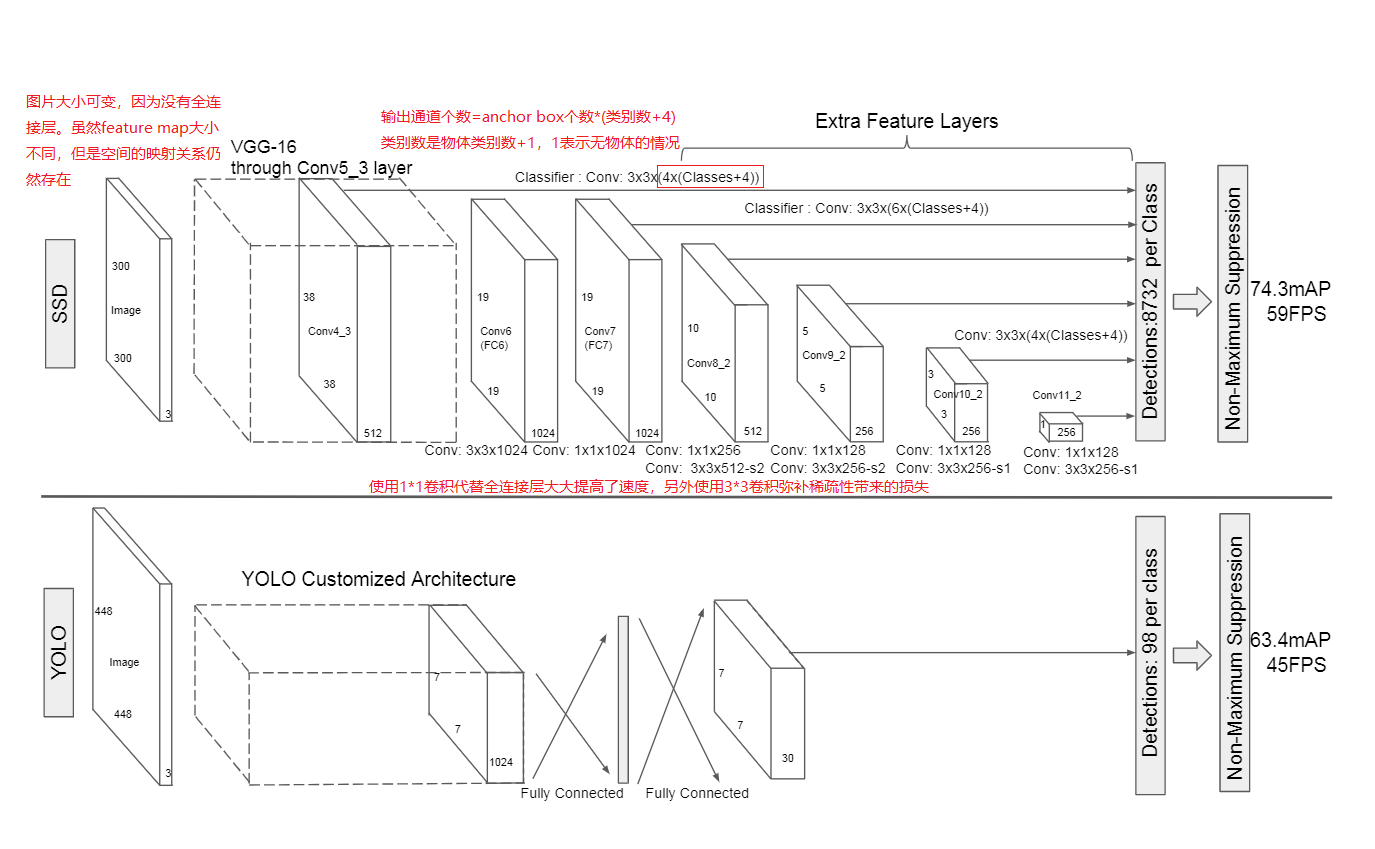 图片大小可变，因为没有全连
接层。虽然feature map大小
不同，但是空间的映射关系仍
然存在
输出通道个数=anchor box个数*(类别数+4)
类别数是物体类别数+1，1表示无物体的情况
Extra Feature Layers
VGG-16
through Conv5_3 layer
Classifier : Conv: 3x3x(4x(Classes+4))
Classifier : Conv: 3x3x(6x(Classes+4))
SSD
300
Image
300
3
38
Conv4_3
38
512
19
Conv6
(FC6)
19
1024
19
Conv7
(FC7)
19
1024
10
Conv8_2
10
512
5
Conv9_2
5
256
Conv: 3x3x(4x(Classes+4))
3
Conv10_2
3
256
Conv11_2
1
256
Detections:8732 per Class
Non-Maximum Suppression
74.3mAP
59FPS
Conv: 3x3x1024
Conv: 1x1x1024
Conv: 1x1x256
Conv: 3x3x512-s2
Conv: 1x1x128
Conv: 3x3x256-s2
Conv: 1x1x128
Conv: 3x3x256-s1
Conv: 1x1x128
Conv: 3x3x256-s1
使用1*1卷积代替全连接层大大提高了速度，另外使用3*3卷积弥补稀疏性带来的损失
YOLO
448
Image
448
3
YOLO Customized Architecture
7
7
1024
Fully Connected
Fully Connected
7
7
30
Detections: 98 per class
Non-Maximum Suppression
63.4mAP
45FPS